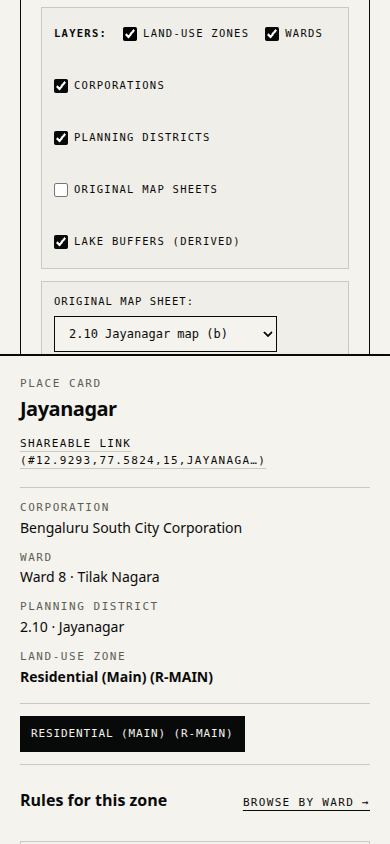 LAYERS: LAND-USE ZONES WARDS
CORPORATIONS
PLANNING DISTRICTS
ORIGINAL MAP SHEETS
LAKE BUFFERS (DERIVED)
ORIGINAL MAP SHEET:
2.10 Jayanagar map (b)
PLACE CARD
Jayanagar
SHAREABLE LINK
(#12.9293,77.5824,15,JAYANAGA…)
CORPORATION
Bengaluru South City Corporation
WARD
Ward 8 · Tilak Nagara
PLANNING DISTRICT
2.10 · Jayanagar
LAND-USE ZONE
Residential (Main) (R-MAIN)
RESIDENTIAL (MAIN) (R-MAIN)
Rules for this zone BROWSE BY WARD →